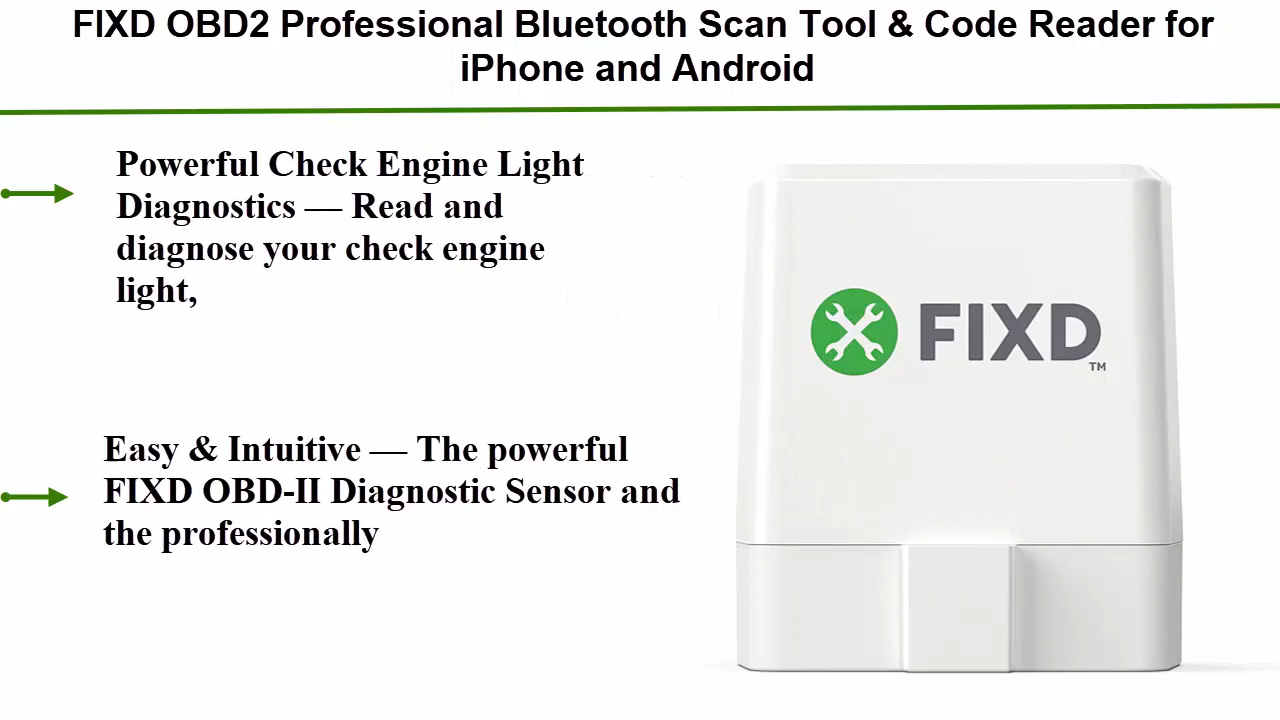 FIXD OBD2 Professional Bluetooth Scan Tool & Code Reader for
iPhone and Android
Powerful Check Engine Light
Diagnostics — Read and
diagnose your check engine
light,
FIXD
TM
Easy & Intuitive — The powerful
FIXD OBD-II Diagnostic Sensor and
the professionally